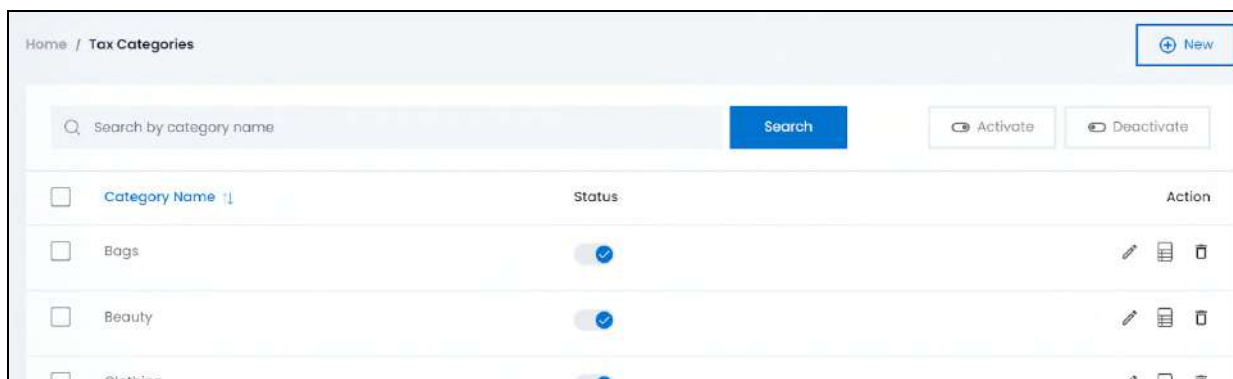 Home / Tax Categories
New
Search by category name
Search
Activate
Deactivate
Category Name
Status
Action
Bags
Beauty